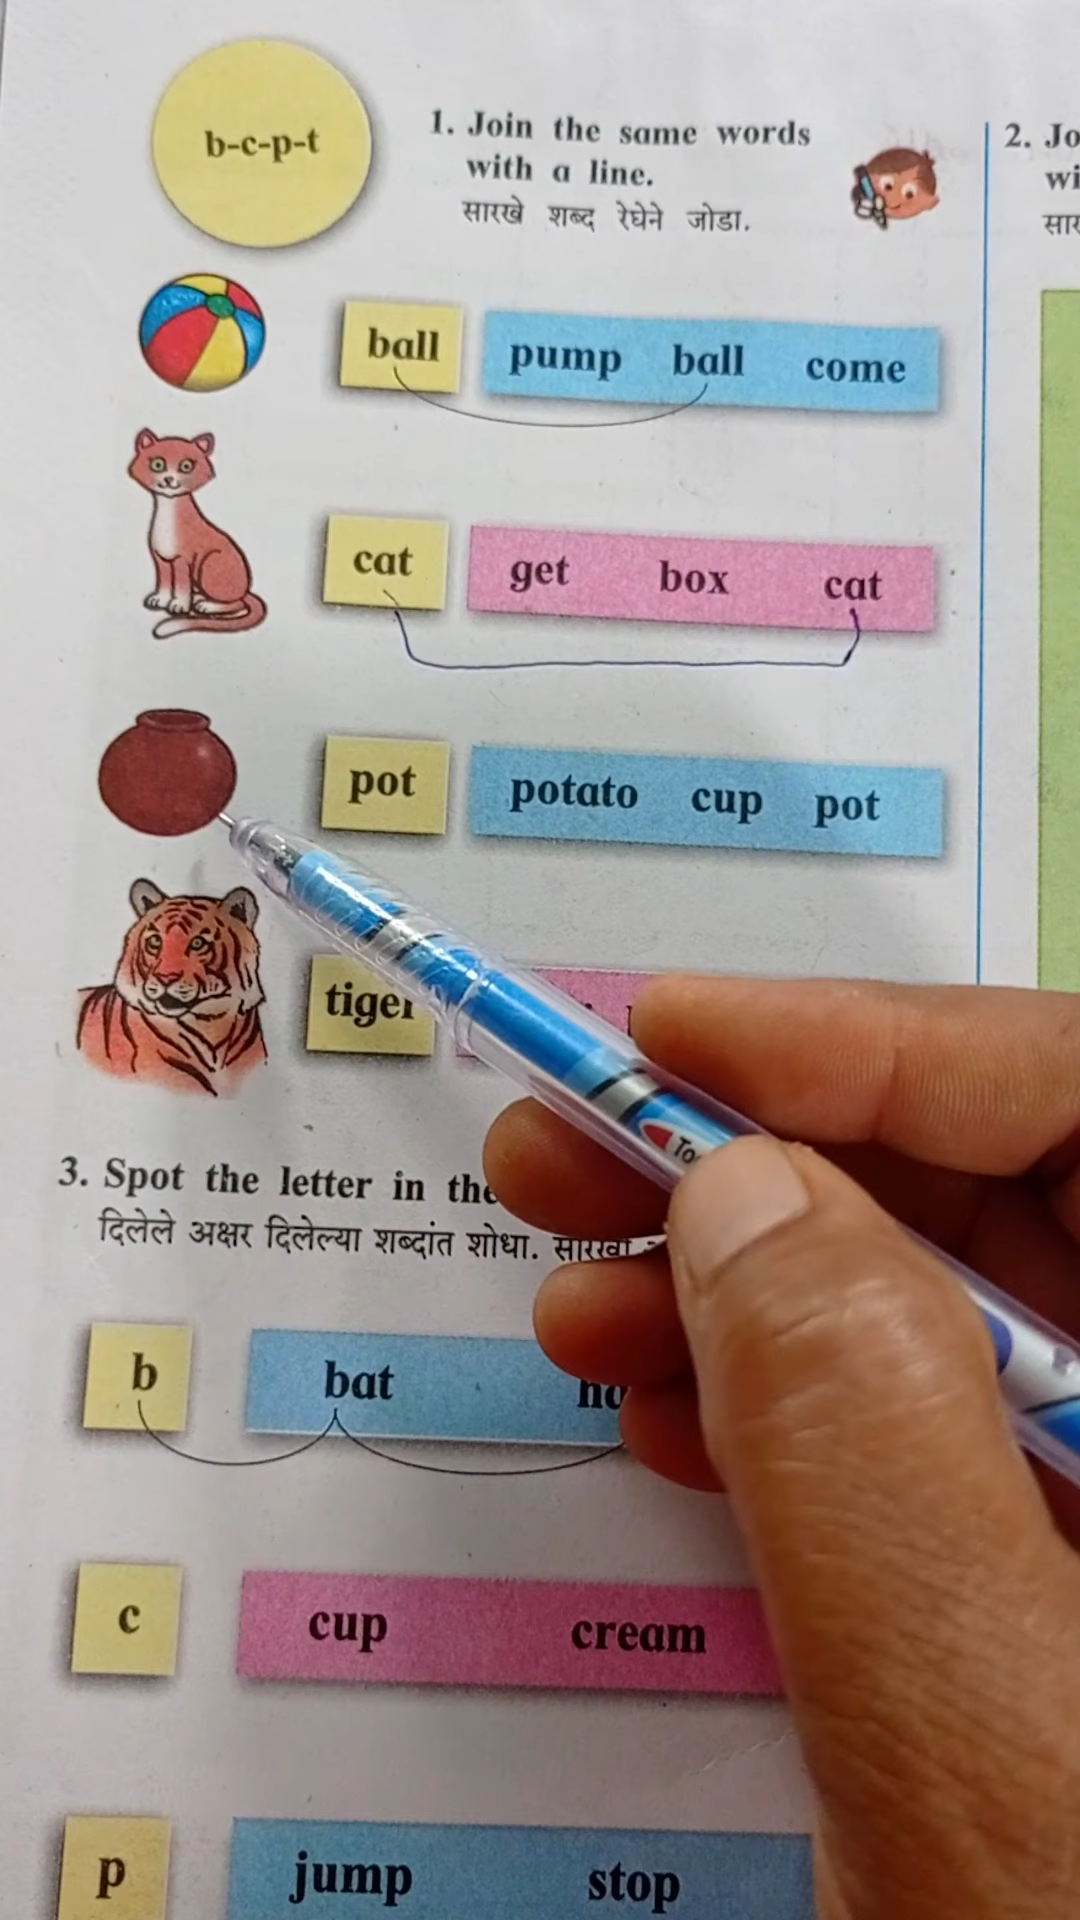 b-c-p-t
1. Join the same words
with a line.
सारखे शब्द रेघेने जोडा.
2. Jo
wi
सार
ball pump ball come
cat get box cat
pot potato cup pot
tiger
3. Spot the letter in the
दिलेले अक्षर दिलेल्या शब्दांत शोधा.
b bat
c cup cream
p jump stop